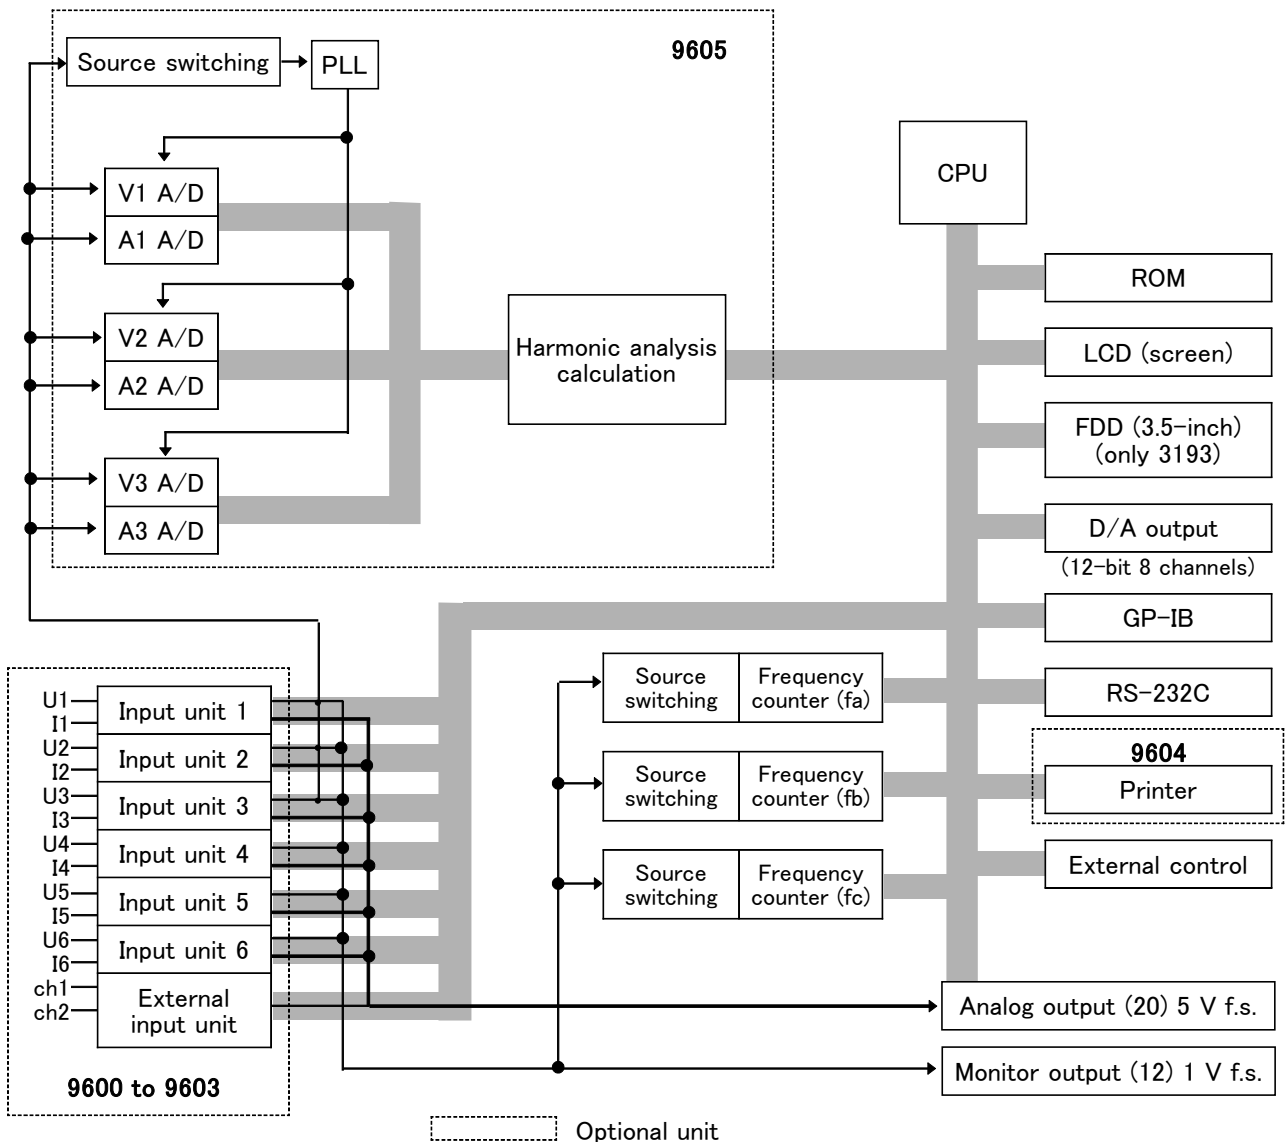 9605
Source switching
PLL
V1 A/D
A1 A/D
V2 A/D
A2 A/D
V3 A/D
A3 A/D
Harmonic analysis
calculation
CPU
ROM
LCD (screen)
FDD (3.5-inch)
(only 3193)
D/A output
(12-bit 8 channels)
GP-IB
RS-232C
9604
Printer
External control
Source
switching
Frequency
counter (fa)
Source
switching
Frequency
counter (fb)
Source
switching
Frequency
counter (fc)
U1
I1
Input unit 1
U2
I2
Input unit 2
U3
I3
Input unit 3
U4
I4
Input unit 4
U5
I5
Input unit 5
U6
I6
Input unit 6
ch1
ch2
External
input unit
9600 to 9603
Analog output (20) 5 V f.s.
Monitor output (12) 1 V f.s.
Optional unit